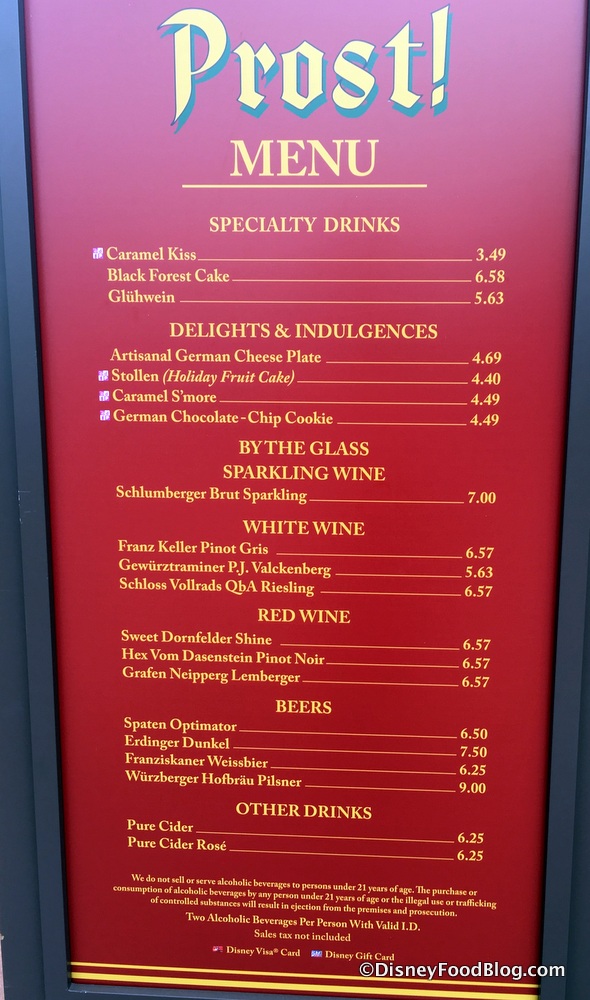 Prost!
MENU
SPECIALTY DRINKS
Caramel Kiss 3.49
Black Forest Cake 6.58
Glühwein 5.63
DELIGHTS & INDULGENCES
Artisanal German Cheese Plate 4.69
Stollen (Holiday Fruit Cake) 4.40
Caramel S'more 4.49
German Chocolate-Chip Cookie 4.49
BY THE GLASS
SPARKLING WINE
Schlumberger Brut Sparkling 7.00
WHITE WINE
Franz Keller Pinot Gris 6.57
Gewürztraminer P.J. Valckenberg 5.63
Schloss Vollrads QbA Riesling 6.57
RED WINE
Sweet Dornfelder Shine 6.57
Hex Vom Dasenstein Pinot Noir 6.57
Grafen Neipperg Lemberger 6.57
BEERS
Spaten Optimator 6.50
Erdinger Dunkel 7.50
Franziskaner Weissbier 6.25
Würzberger Hofbräu Pilsner 9.00
OTHER DRINKS
Pure Cider 6.25
Pure Cider Rosé 6.25
We do not sell or serve alcoholic beverages to persons under 21 years of age. The purchase or
consumption of alcoholic beverages by any person under 21 years of age or the illegal use or trafficking
of controlled substances will result in ejection from the premises and prosecution.
Two Alcoholic Beverages Per Person With Valid I.D.
Sales tax not included
Disney Visa® Card Disney Gift Card
©DisneyFoodBlog.com